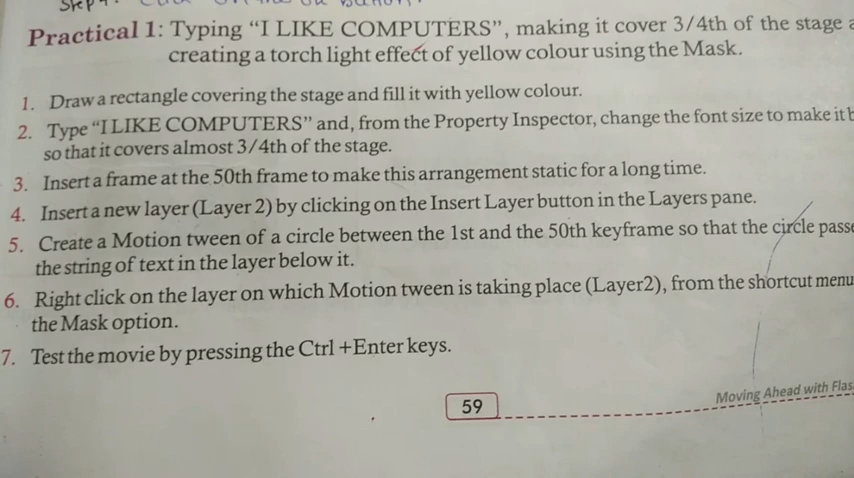 Practical 1: Typing “I LIKE COMPUTERS”, making it cover 3/4th of the stage a
creating a torch light effect of yellow colour using the Mask.
1. Draw a rectangle covering the stage and fill it with yellow colour.
2. Type “I LIKE COMPUTERS” and, from the Property Inspector, change the font size to make it b
so that it covers almost 3/4th of the stage.
3. Insert a frame at the 50th frame to make this arrangement static for a long time.
4. Insert a new layer (Layer 2) by clicking on the Insert Layer button in the Layers pane.
5. Create a Motion tween of a circle between the 1st and the 50th keyframe so that the circle passe
the string of text in the layer below it.
6. Right click on the layer on which Motion tween is taking place (Layer2), from the shortcut menu
the Mask option.
7. Test the movie by pressing the Ctrl +Enter keys.
59
Moving Ahead with Flas